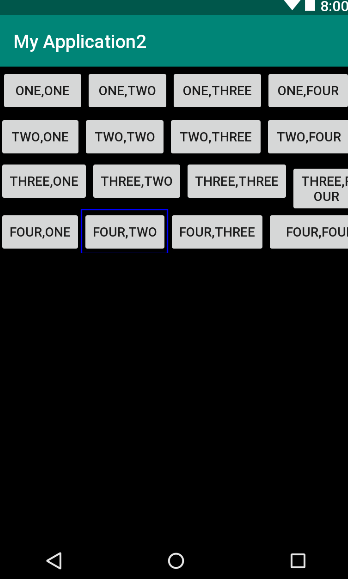 8:00
My Application2
ONE,ONE ONE,TWO ONE,THREE ONE,FOUR
TWO,ONE TWO,TWO TWO,THREE TWO,FOUR
THREE,ONE THREE,TWO THREE,THREE THREE,F
OUR
FOUR,ONE FOUR,TWO FOUR,THREE FOUR,FOU